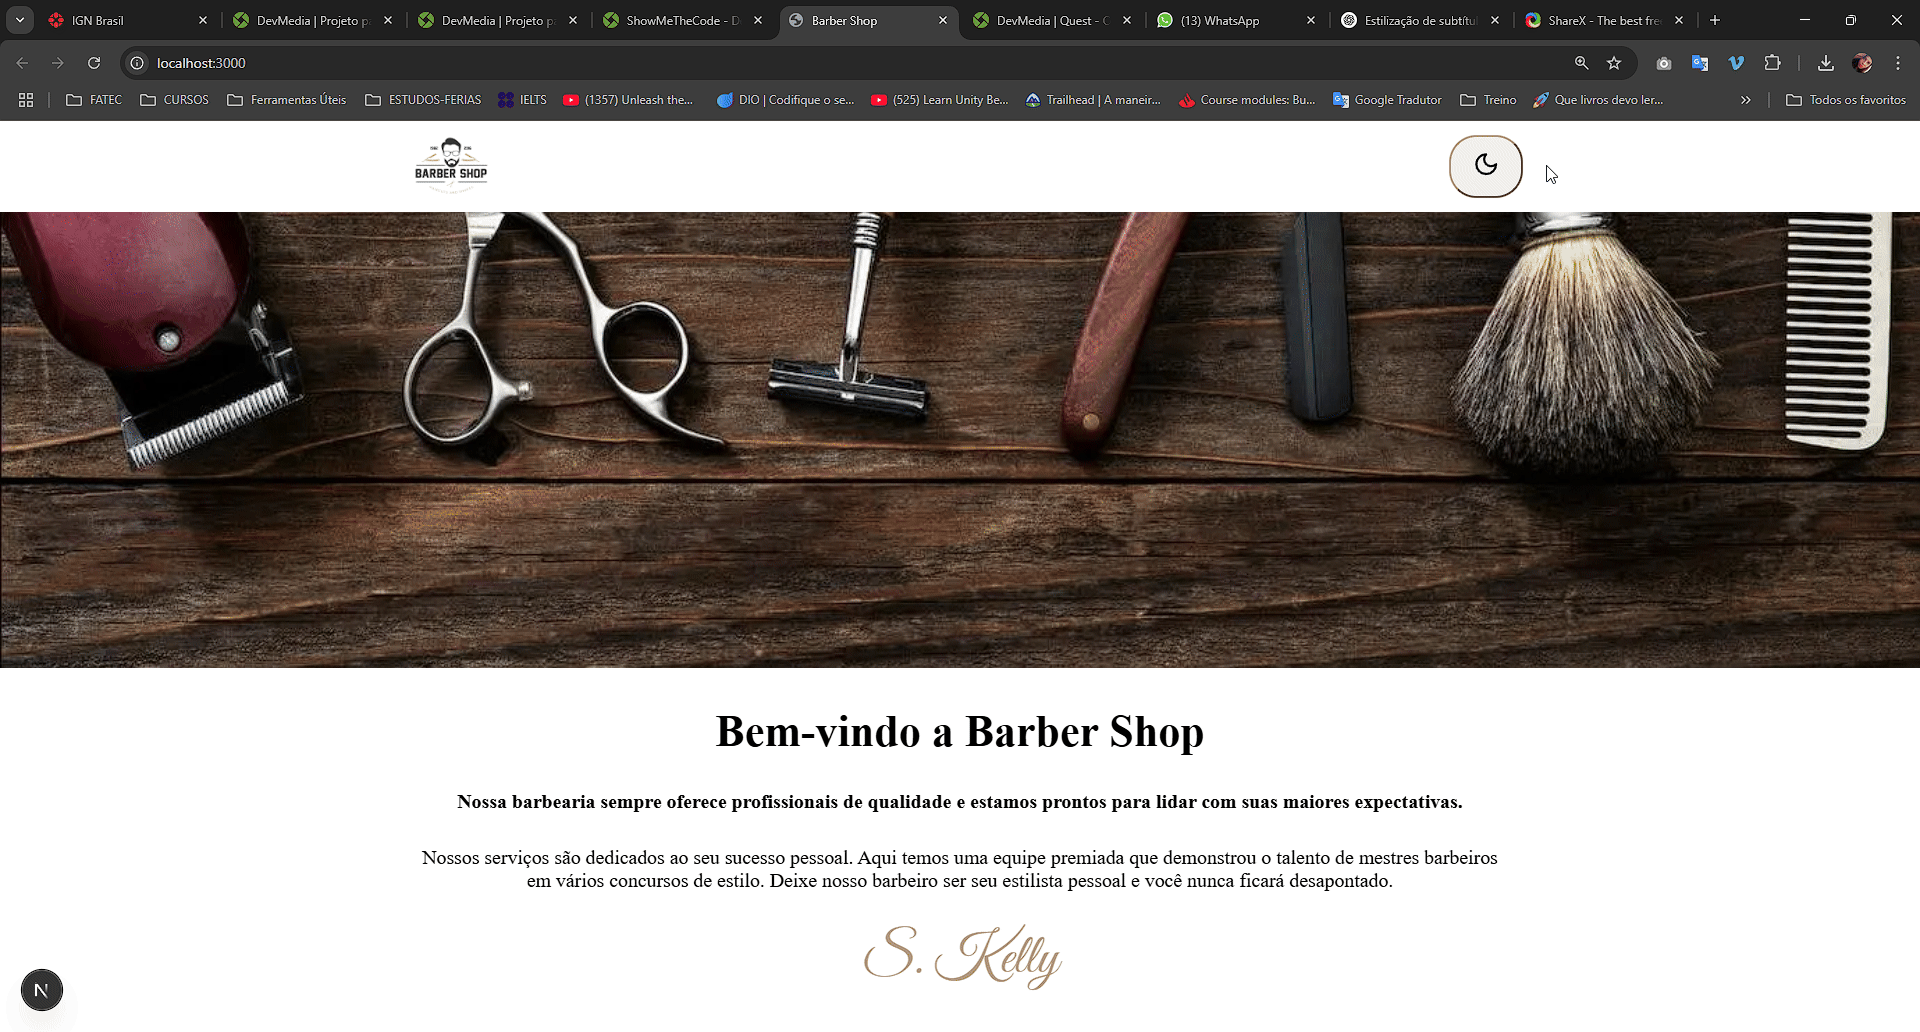 IGN Brasil
DevMedia | Projeto p
DevMedia | Projeto p
ShowMeTheCode - D
Barber Shop
DevMedia | Quest - C
(13) WhatsApp
Estilização de subtítu
ShareX - The best fre
localhost:3000
FATEC
CURSOS
Ferramentas Úteis
ESTUDOS-FERIAS
IELTS
(1357) Unleash the...
DIO | Codifique o se...
(525) Learn Unity Be...
Trailhead | A maneir...
Course modules: Bu...
Google Tradutor
Treino
Que livros devo ler...
Todos os favoritos
BARBER SHOP
Bem-vindo a Barber Shop
Nossa barbearia sempre oferece profissionais de qualidade e estamos prontos para lidar com suas maiores expectativas.
Nossos serviços são dedicados ao seu sucesso pessoal. Aqui temos uma equipe premiada que demonstrou o talento de mestres barbeiros
em vários concursos de estilo. Deixe nosso barbeiro ser seu estilista pessoal e você nunca ficará desapontado.
S. Kelly
N